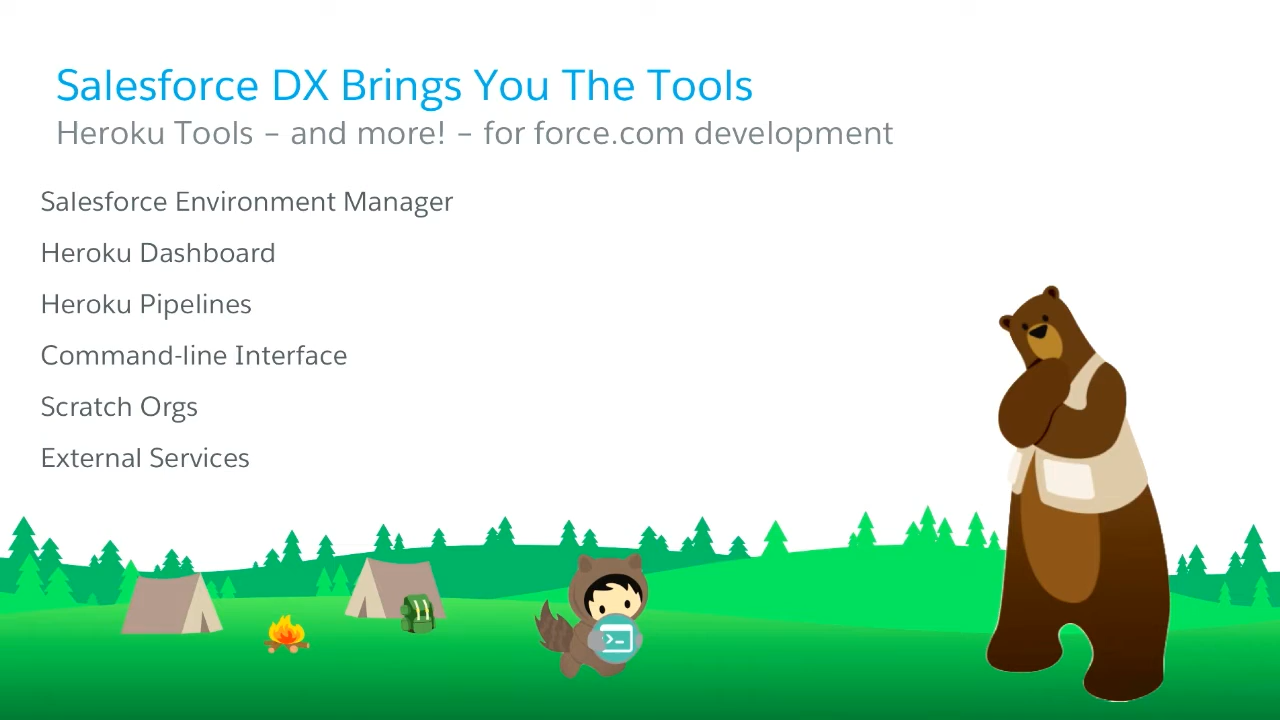 Salesforce DX Brings You The Tools
Heroku Tools – and more! – for force.com development
Salesforce Environment Manager
Heroku Dashboard
Heroku Pipelines
Command-line Interface
Scratch Orgs
External Services